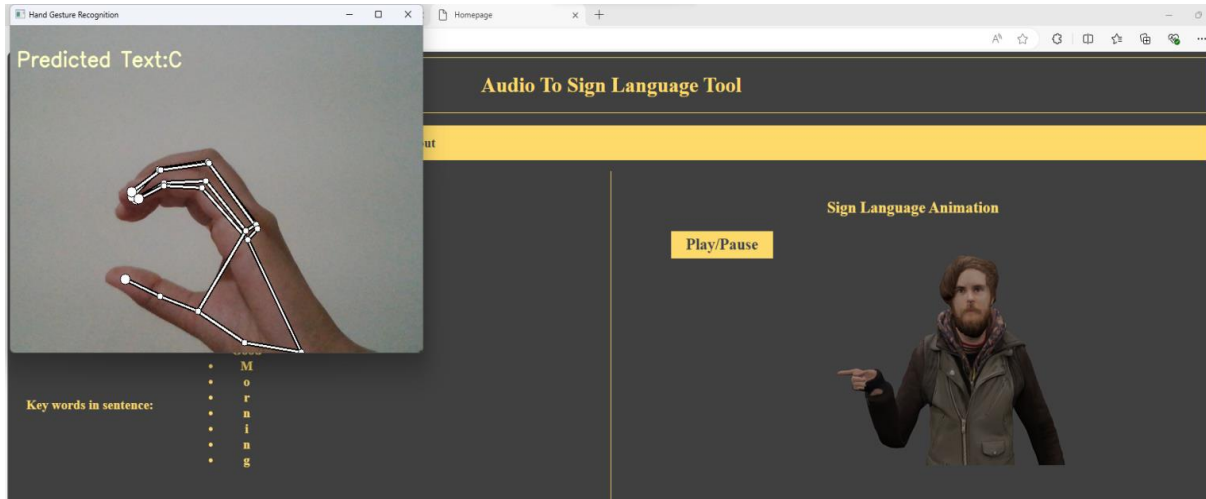 Hand Gesture Recognition
Homepage
Predicted Text:C
Audio To Sign Language Tool
Sign Language Animation
Play/Pause
Key words in sentence:
M
o
r
n
i
n
g